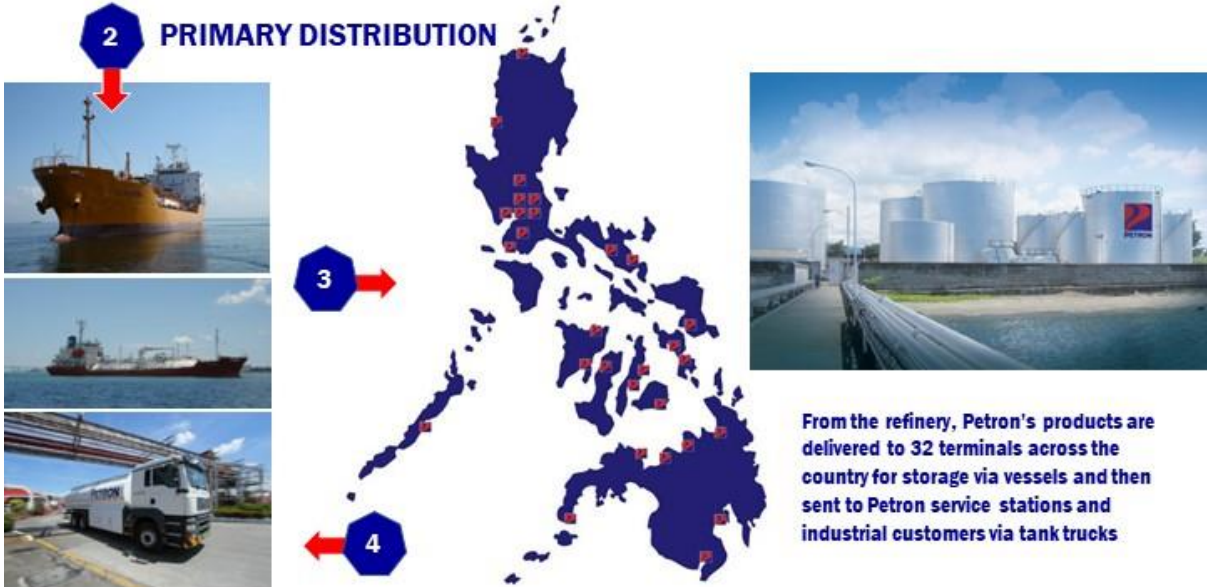 2
PRIMARY DISTRIBUTION
3
PETRON
PETRON
From the refinery, Petron's products are
delivered to 32 terminals across the
country for storage via vessels and then
sent to Petron service stations and
industrial customers via tank trucks
4